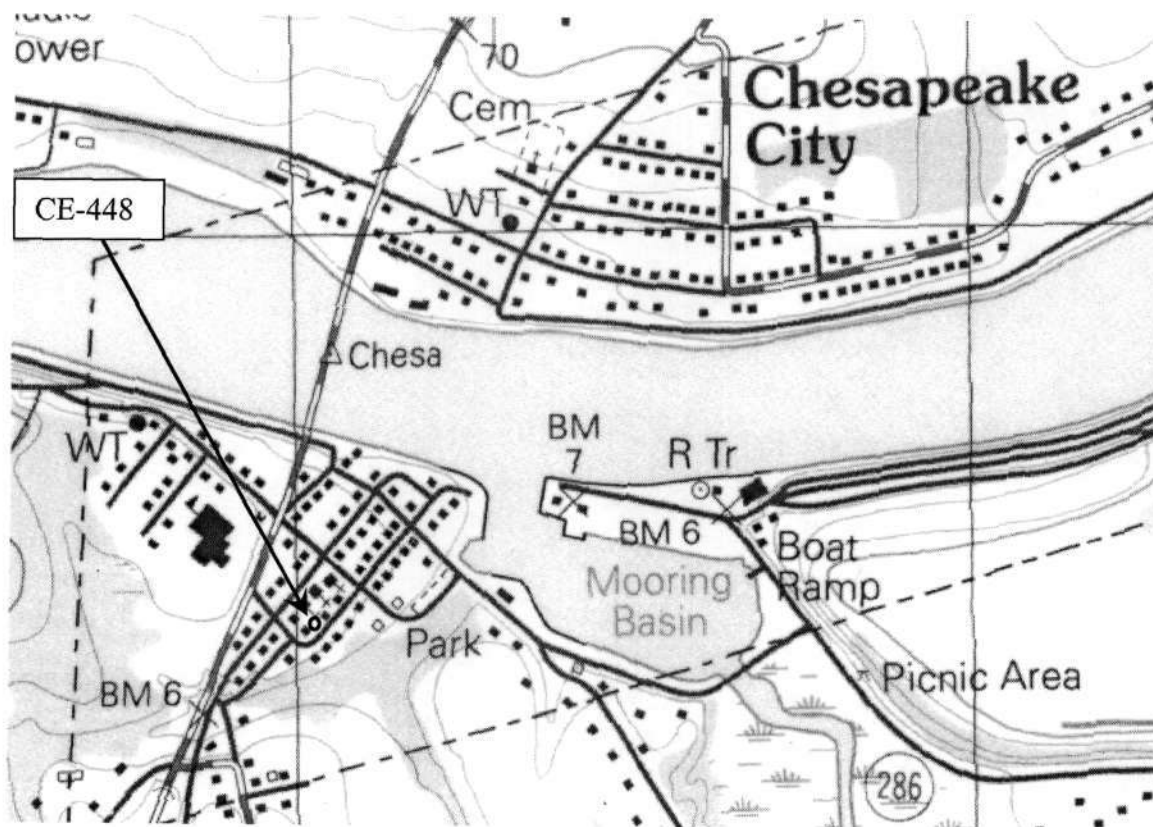 ower
70
Cem
Chesapeake
City
CE-448
WT
Chesa
WT
BM
7
R Tr
BM 6
Boat
Ramp
Mooring
Basin
Park
BM 6
Picnic Area
286